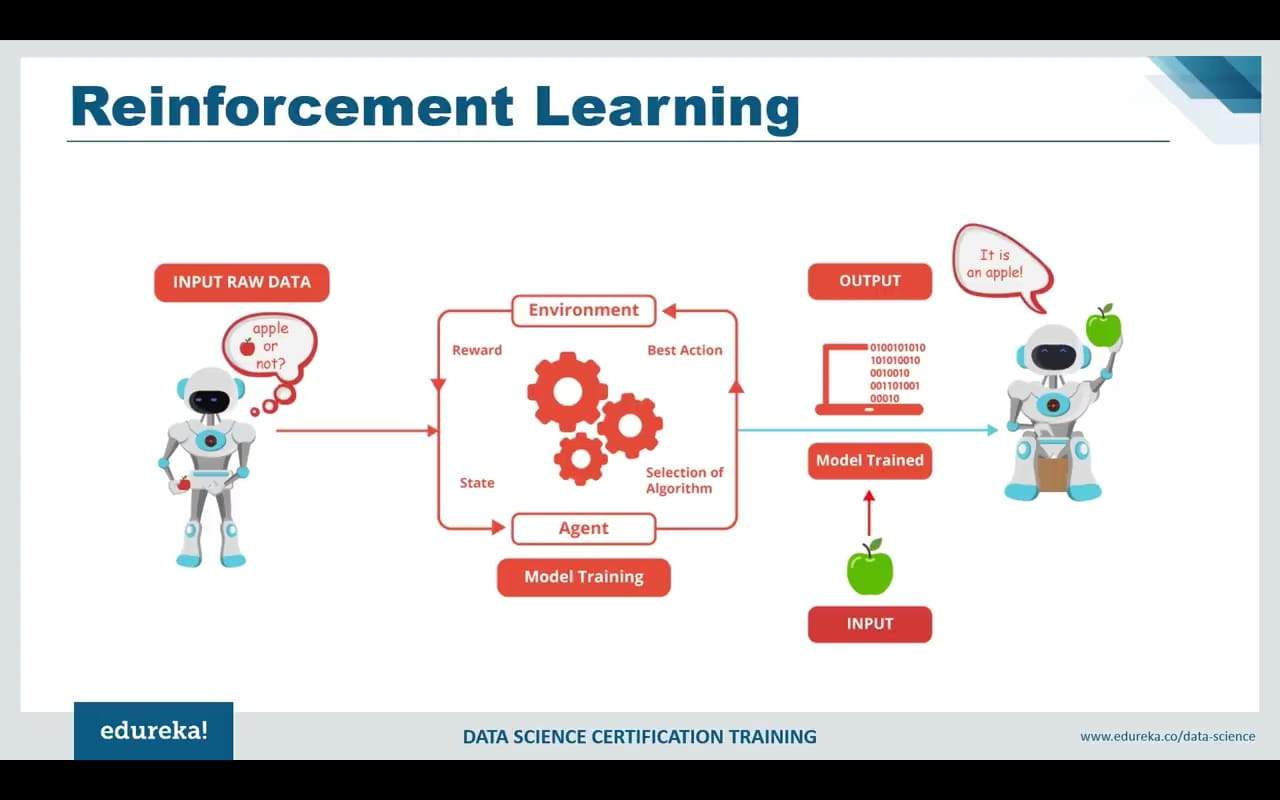 Reinforcement Learning
INPUT RAW DATA
apple
or
not?
Environment
Reward
Best Action
State
Selection of
Algorithm
Agent
Model Training
OUTPUT
0100101010
101010010
0010010
001101001
00010
Model Trained
INPUT
It is
an apple!
edureka!
DATA SCIENCE CERTIFICATION TRAINING
www.edureka.co/data-science